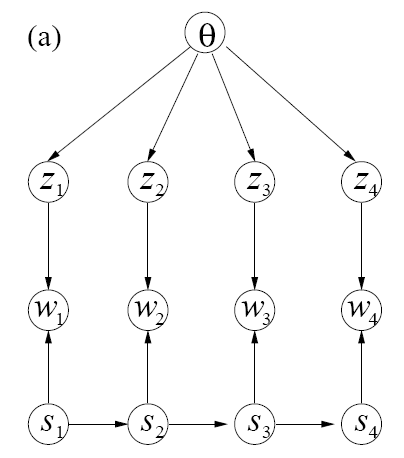 (a) θ
z₁ z₂ z₃ z₄
w₁ w₂ w₃ w₄
s₁ s₂ s₃ s₄